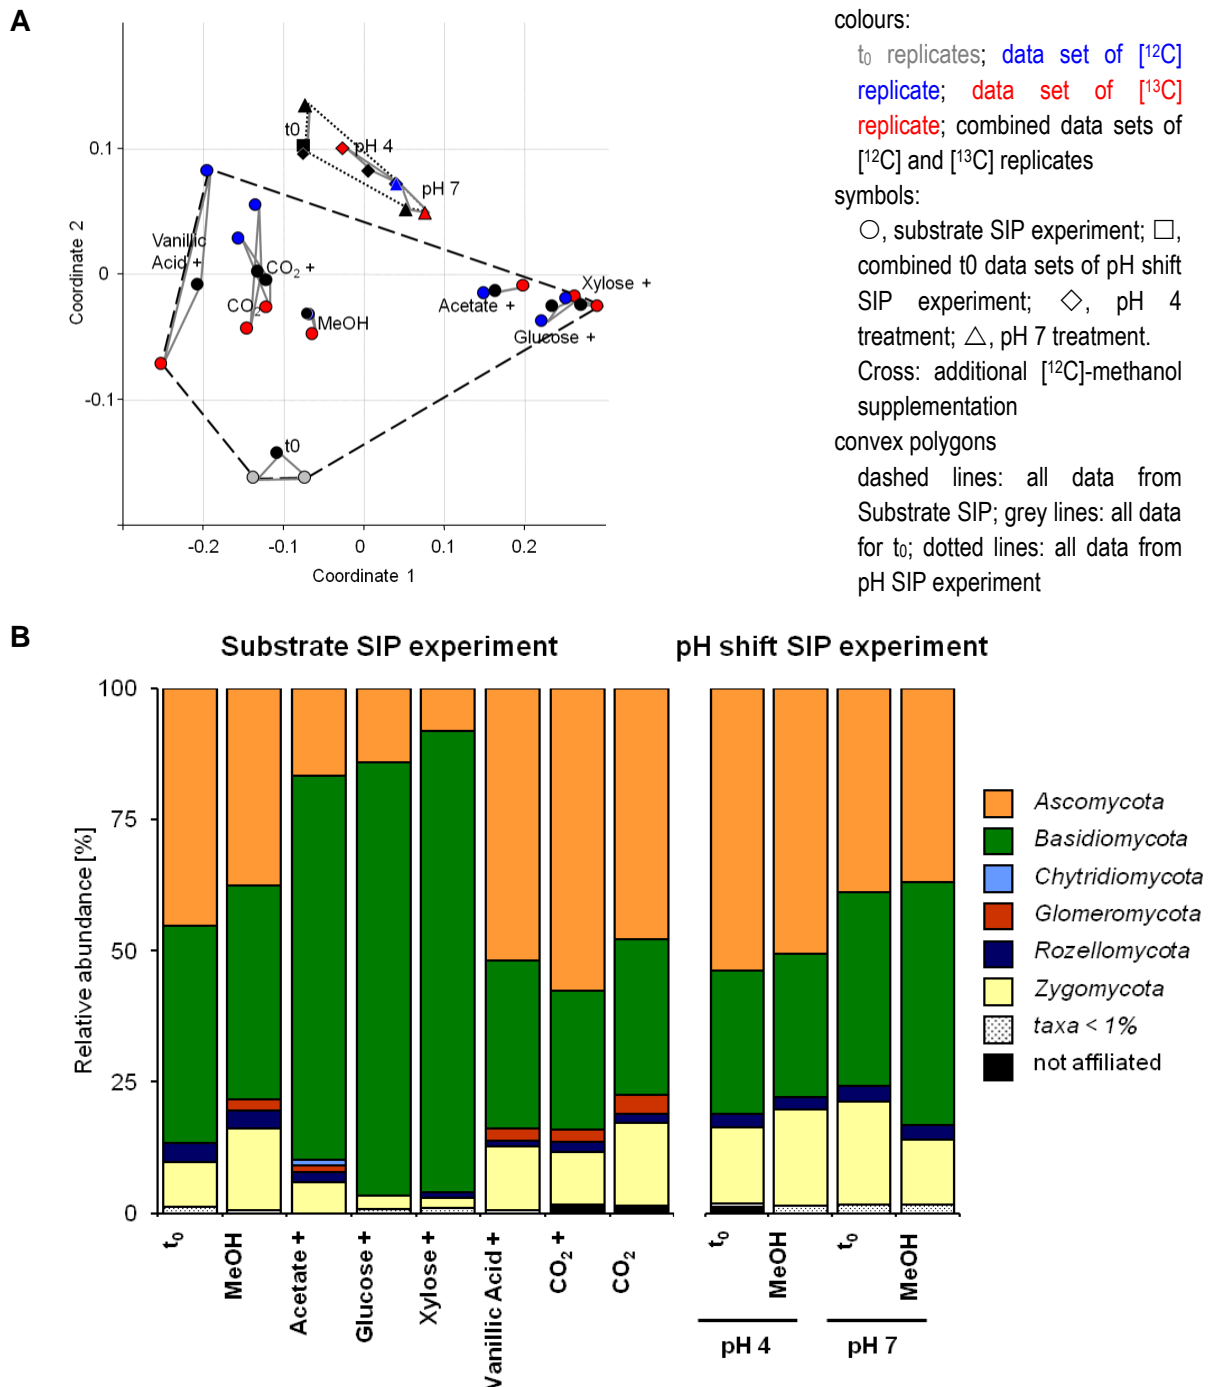 A
colours:
t0 replicates; data set of [12C]
replicate; data set of [13C]
replicate; combined data sets of
[12C] and [13C] replicates
symbols:
○, substrate SIP experiment; □,
combined t0 data sets of pH shift
SIP experiment; ◇, pH 4
treatment; △, pH 7 treatment.
Cross: additional [12C]-methanol
supplementation
convex polygons
dashed lines: all data from
Substrate SIP; grey lines: all data
for t0; dotted lines: all data from
pH SIP experiment
Coordinate 2
0.1
0
-0.1
t0
pH 4
pH 7
Vanillic
Acid +
CO2 +
CO2
MeOH
Acetate +
Xylose +
Glucose +
t0
-0.2
-0.1
0
0.1
0.2
Coordinate 1
B
Substrate SIP experiment
pH shift SIP experiment
Relative abundance [%]
100
75
50
25
0
Ascomycota
Basidiomycota
Chytridiomycota
Glomeromycota
Rozellomycota
Zygomycota
taxa < 1%
not affiliated
t0
MeOH
Acetate +
Glucose +
Xylose +
Vanillic Acid +
CO2 +
CO2
t0
MeOH
t0
MeOH
pH 4
pH 7